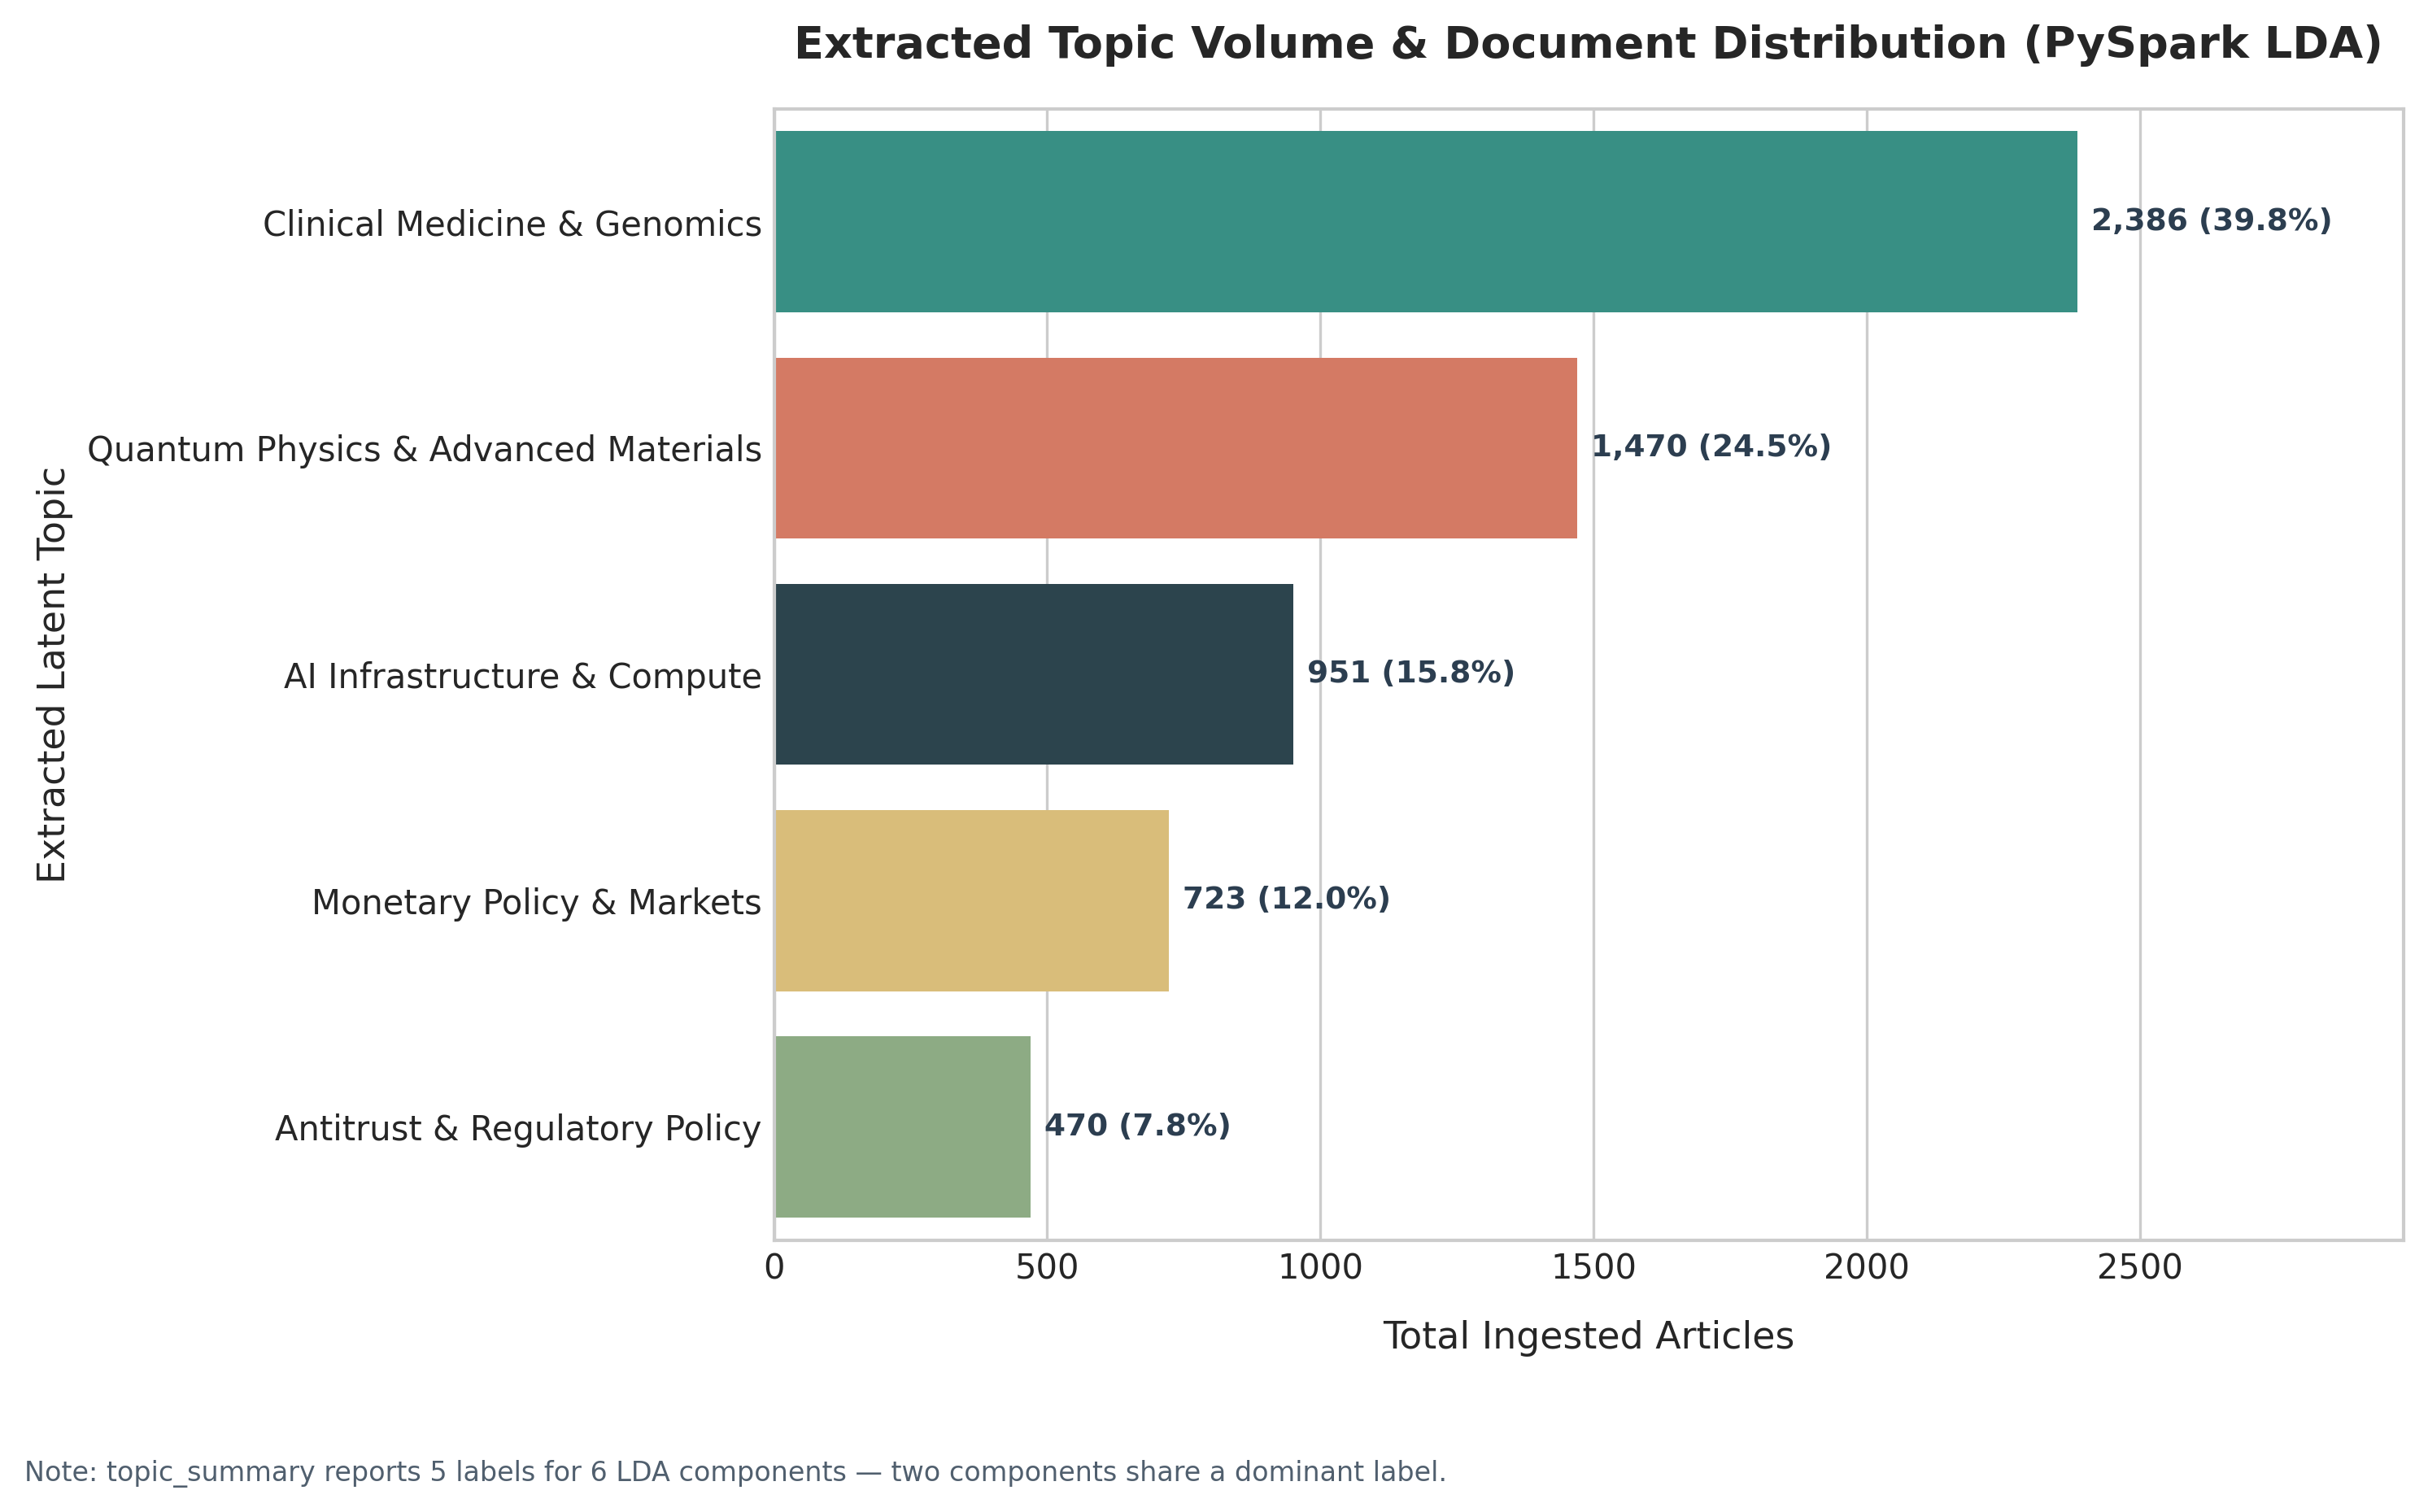 Extracted Topic Volume & Document Distribution (PySpark LDA)
Extracted Latent Topic
Clinical Medicine & Genomics
2,386 (39.8%)
Quantum Physics & Advanced Materials
1,470 (24.5%)
AI Infrastructure & Compute
951 (15.8%)
Monetary Policy & Markets
723 (12.0%)
Antitrust & Regulatory Policy
470 (7.8%)
0 500 1000 1500 2000 2500
Total Ingested Articles
Note: topic_summary reports 5 labels for 6 LDA components — two components share a dominant label.